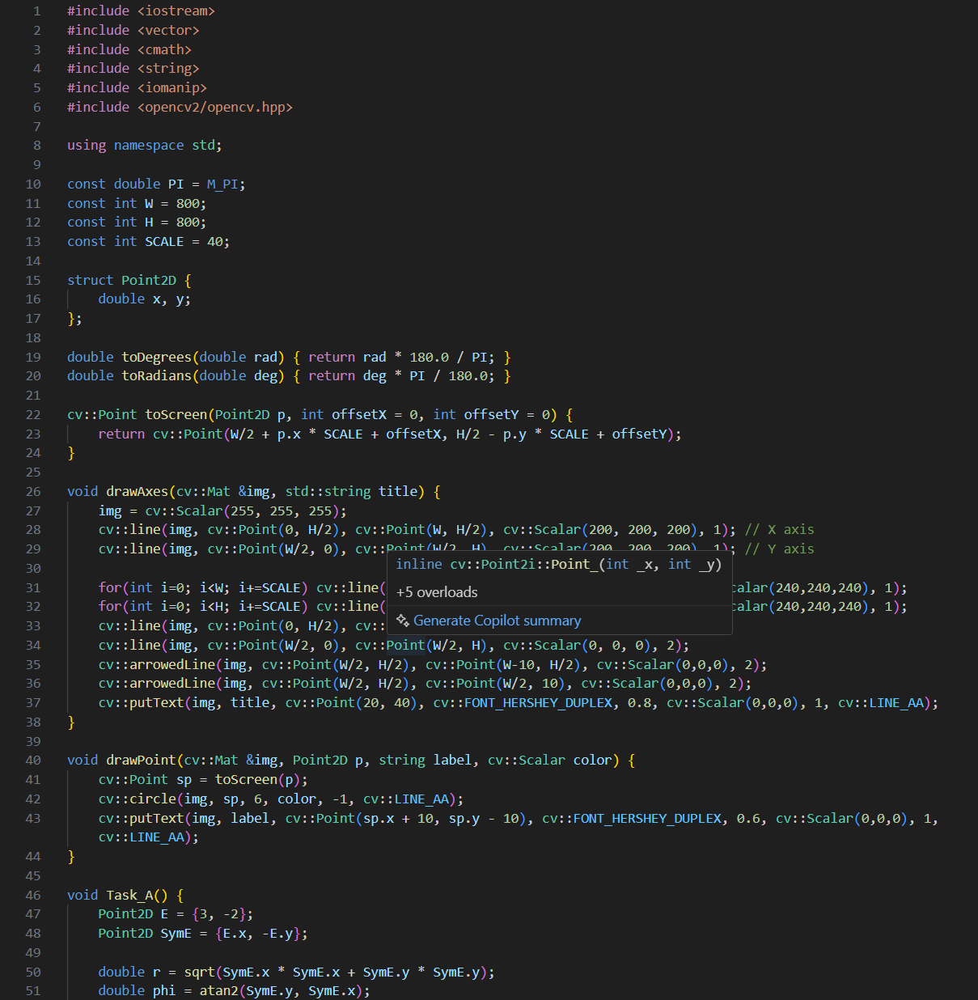 1 #include <iostream>
2 #include <vector>
3 #include <cmath>
4 #include <string>
5 #include <iomanip>
6 #include <opencv2/opencv.hpp>
7
8 using namespace std;
9
10 const double PI = M_PI;
11 const int W = 800;
12 const int H = 800;
13 const int SCALE = 40;
14
15 struct Point2D {
16     double x, y;
17 };
18
19 double toDegrees(double rad) { return rad * 180.0 / PI; }
20 double toRadians(double deg) { return deg * PI / 180.0; }
21
22 cv::Point toScreen(Point2D p, int offsetX = 0, int offsetY = 0) {
23     return cv::Point(W/2 + p.x * SCALE + offsetX, H/2 - p.y * SCALE + offsetY);
24 }
25
26 void drawAxes(cv::Mat &img, std::string title) {
27     img = cv::Scalar(255, 255, 255);
28     cv::line(img, cv::Point(0, H/2), cv::Point(W, H/2), cv::Scalar(200, 200, 200), 1); // X axis
29     cv::line(img, cv::Point(W/2, 0), cv::Point(W/2, H), cv::Scalar(200, 200, 200), 1); // Y axis
inline cv::Point2i::Point_(int _x, int _y)
+5 overloads
Generate Copilot summary
30
31     for(int i=0; i<W; i+=SCALE) cv::line( calar(240,240,240), 1);
32     for(int i=0; i<H; i+=SCALE) cv::line( calar(240,240,240), 1);
33     cv::line(img, cv::Point(0, H/2), cv::
34     cv::line(img, cv::Point(W/2, 0), cv::Point(W/2, H), cv::Scalar(0, 0, 0), 2);
35     cv::arrowedLine(img, cv::Point(W/2, H/2), cv::Point(W-10, H/2), cv::Scalar(0,0,0), 2);
36     cv::arrowedLine(img, cv::Point(W/2, H/2), cv::Point(W/2, 10), cv::Scalar(0,0,0), 2);
37     cv::putText(img, title, cv::Point(20, 40), cv::FONT_HERSHEY_DUPLEX, 0.8, cv::Scalar(0,0,0), 1, cv::LINE_AA);
38 }
39
40 void drawPoint(cv::Mat &img, Point2D p, string label, cv::Scalar color) {
41     cv::Point sp = toScreen(p);
42     cv::circle(img, sp, 6, color, -1, cv::LINE_AA);
43     cv::putText(img, label, cv::Point(sp.x + 10, sp.y - 10), cv::FONT_HERSHEY_DUPLEX, 0.6, cv::Scalar(0,0,0), 1,
    cv::LINE_AA);
44 }
45
46 void Task_A() {
47     Point2D E = {3, -2};
48     Point2D SymE = {E.x, -E.y};
49
50     double r = sqrt(SymE.x * SymE.x + SymE.y * SymE.y);
51     double phi = atan2(SymE.y, SymE.x);